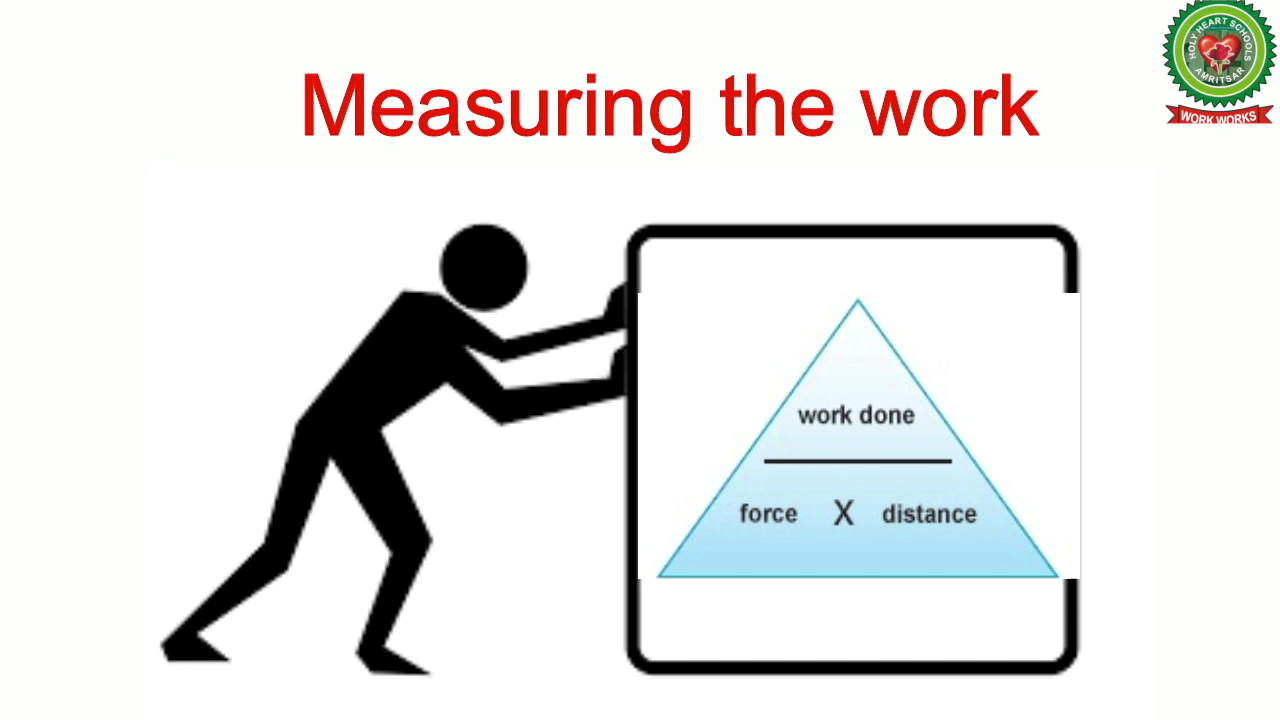 Measuring the work
HOLY HEART SCHOOLS
AMRITSAR
WORK WORKS
work done
force X distance